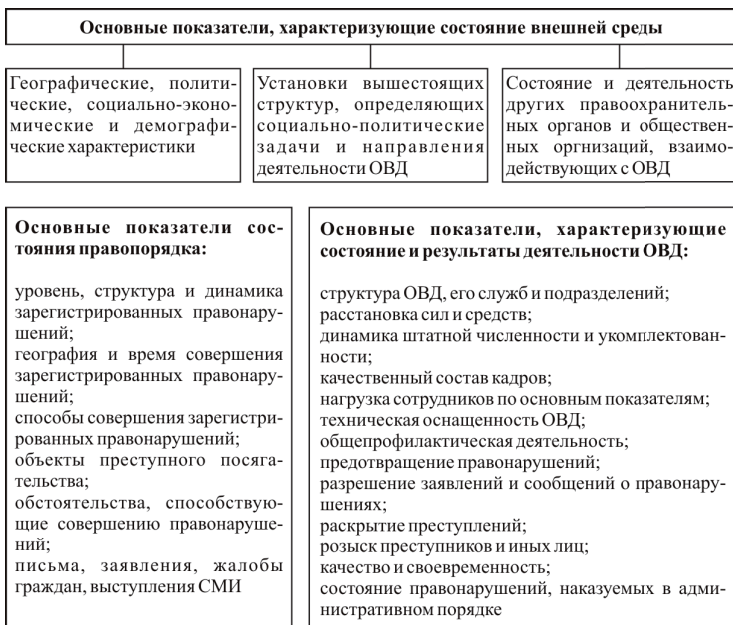 Основные показатели, характеризующие состояние внешней среды
Географические, полити-
ческие, социально-эконо-
мические и демографи-
ческие характеристики
Установки вышестоящих
структур, определяющих
социально-политические
задачи и направления
деятельности ОВД
Состояние и деятельность
других правоохранитель-
ных органов и обществен-
ных оргнизаций, взаимо-
действующих с ОВД
Основные показатели сос-
тояния правопорядка:
уровень, структура и динамика
зарегистрированных правонару-
шений;
география и время совершения
зарегистрированных правонару-
шений;
способы совершения зарегистри-
рованных правонарушений;
объекты преступного посяга-
тельства;
обстоятельства, способствую-
щие совершению правонаруше-
ний;
письма, заявления, жалобы
граждан, выступления СМИ
Основные показатели, характеризующие
состояние и результаты деятельности ОВД:
структура ОВД, его служб и подразделений;
расстановка сил и средств;
динамика штатной численности и укомплектован-
ности;
качественный состав кадров;
нагрузка сотрудников по основным показателям;
техническая оснащенность ОВД;
общепрофилактическая деятельность;
предотвращение правонарушений;
разрешение заявлений и сообщений о правонару-
шениях;
раскрытие преступлений;
розыск преступников и иных лиц;
качество и своевременность;
состояние правонарушений, наказуемых в адми-
нистративном порядке